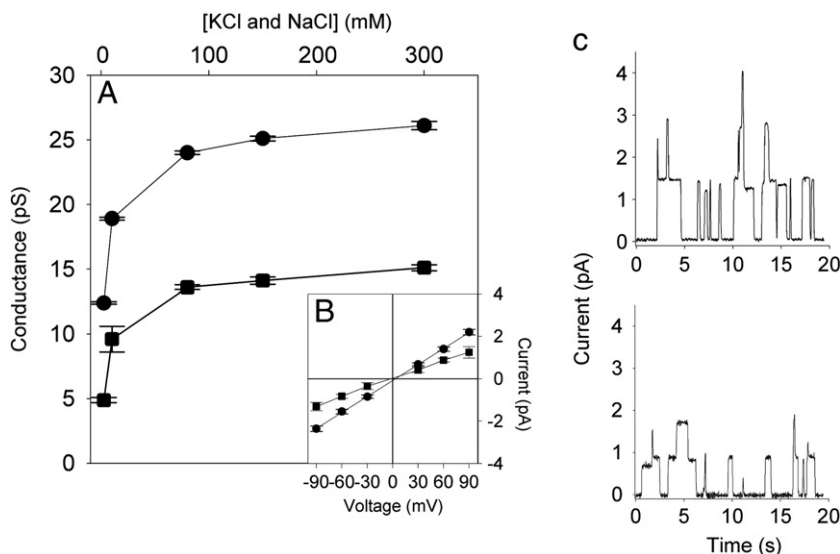 [KCl and NaCl] (mM)
0 100 200 300
A
30
25
20
15
10
5
0
Conductance (pS)
B
4
2
0
-2
-4
Current (pA)
-90 -60 -30 0 30 60 90
Voltage (mV)
C
4
3
2
1
0
0 5 10 15 20
Current (pA)
4
3
2
1
0
0 5 10 15 20
Time (s)